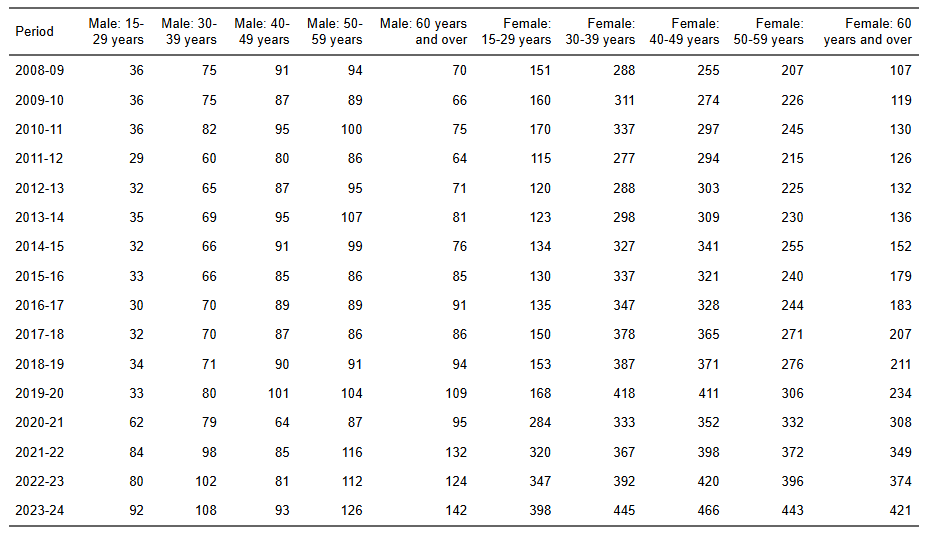 Period Male: 15-29 years Male: 30-39 years Male: 40-49 years Male: 50-59 years Male: 60 years and over Female: 15-29 years Female: 30-39 years Female: 40-49 years Female: 50-59 years Female: 60 years and over
2008-09 36 75 91 94 70 151 288 255 207 107
2009-10 36 75 87 89 66 160 311 274 226 119
2010-11 36 82 95 100 75 170 337 297 245 130
2011-12 29 60 80 86 64 115 277 294 215 126
2012-13 32 65 87 95 71 120 288 303 225 132
2013-14 35 69 95 107 81 123 298 309 230 136
2014-15 32 66 91 99 76 134 327 341 255 152
2015-16 33 66 85 86 85 130 337 321 240 179
2016-17 30 70 89 89 91 135 347 328 244 183
2017-18 32 70 87 86 86 150 378 365 271 207
2018-19 34 71 90 91 94 153 387 371 276 211
2019-20 33 80 101 104 109 168 418 411 306 234
2020-21 62 79 64 87 95 284 333 352 332 308
2021-22 84 98 85 116 132 320 367 398 372 349
2022-23 80 102 81 112 124 347 392 420 396 374
2023-24 92 108 93 126 142 398 445 466 443 421